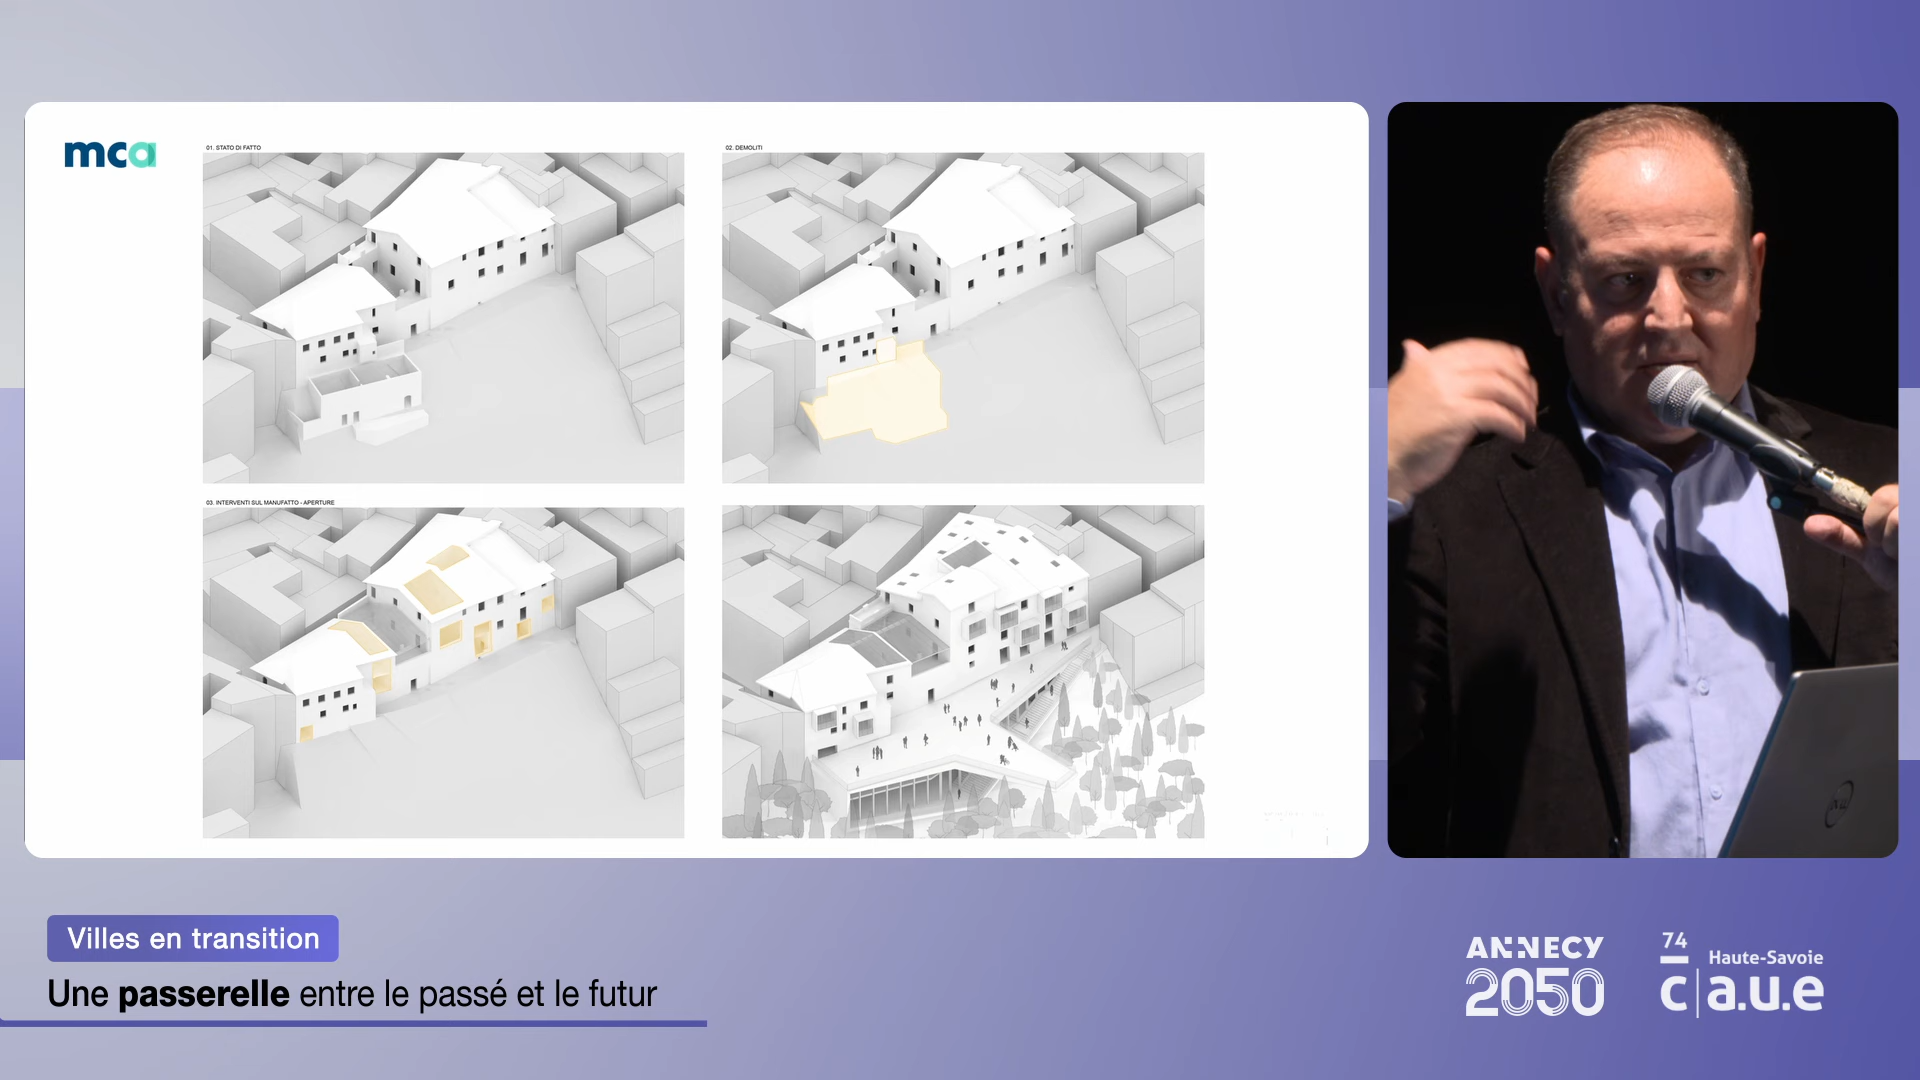 mca
01. STATO DI FATTO
02. DEMOLITI
03. INTERVENTI SUL MANUFATTO - APERTURE
DELL
Villes en transition
Une passerelle entre le passé et le futur
ANNECY
2050
74
Haute-Savoie
c|a.u.e